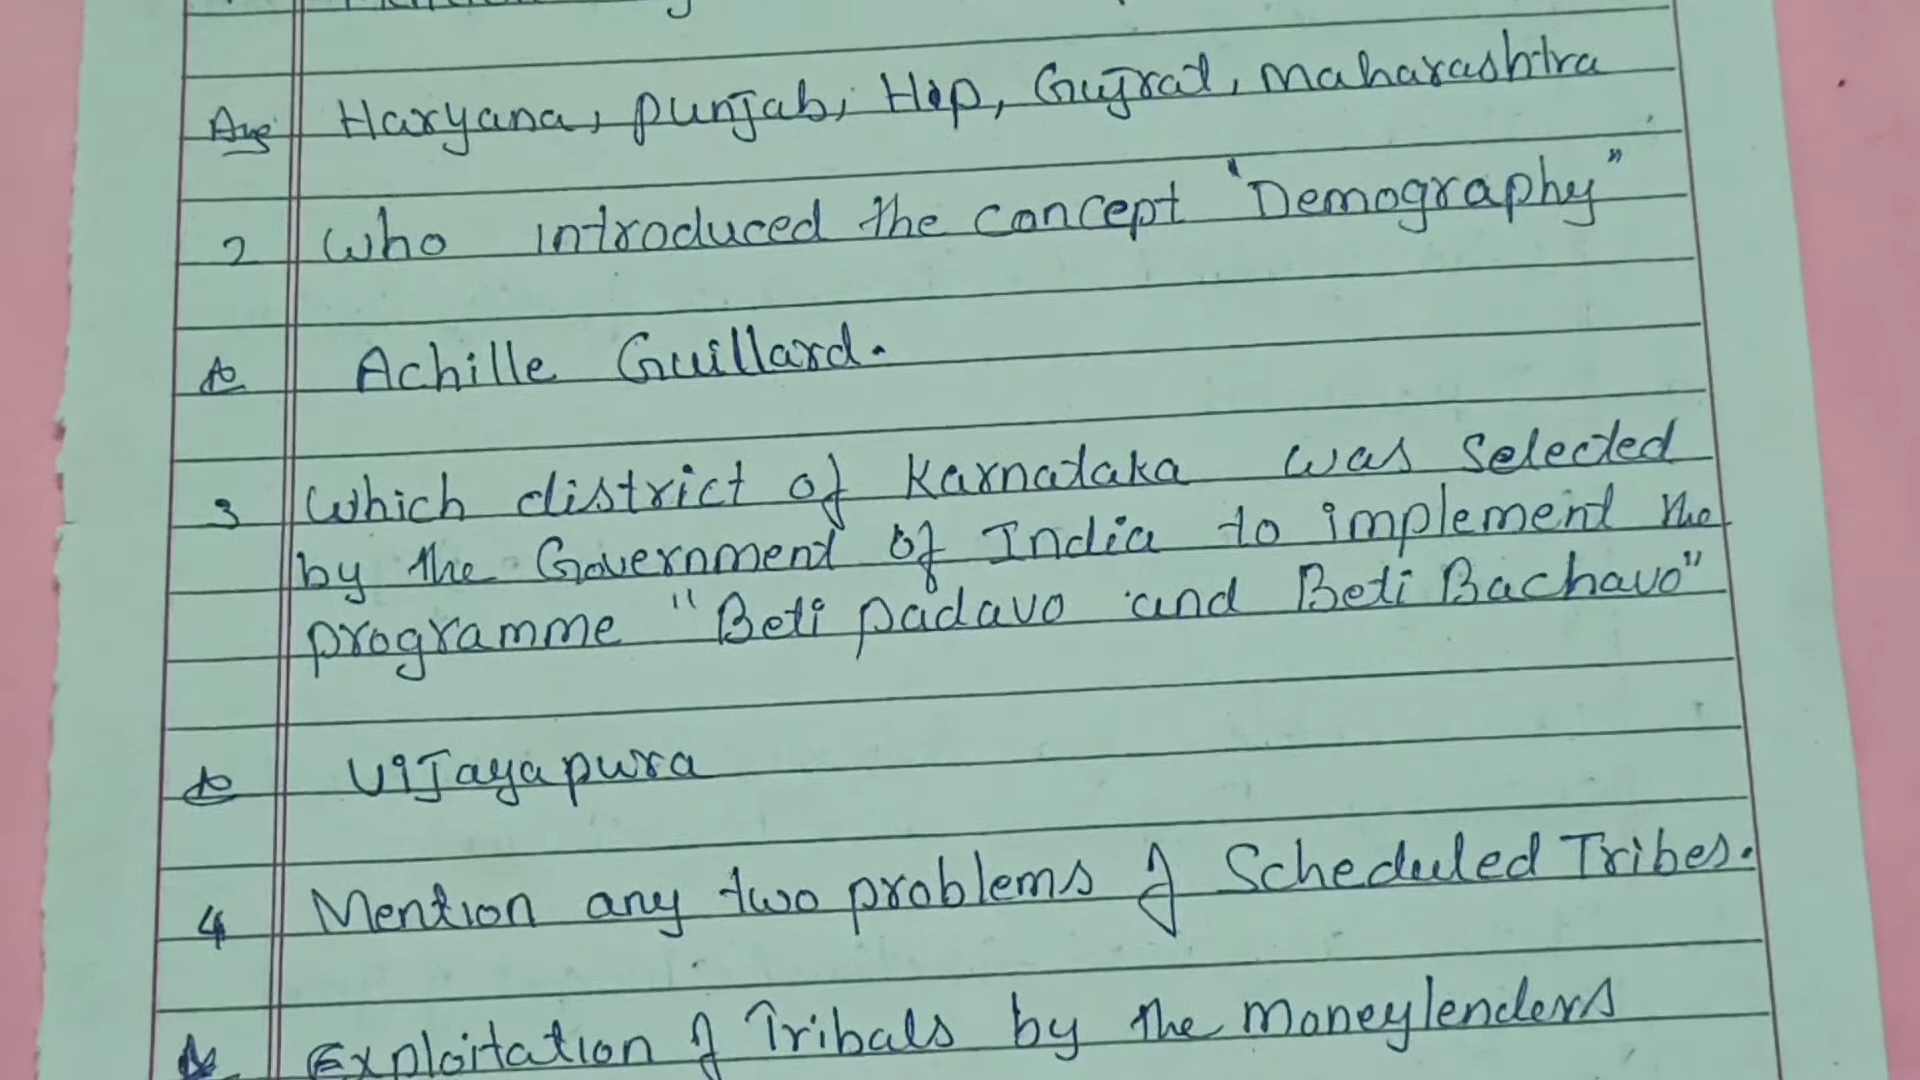 Ans Haryana, punjab, H.p, Gujrat, maharashtra
2 Who introduced the concept "Demography"
A Achille Guillard.
3 Which district of Karnataka was selected
by the Government of India to implement the
programme "Beti padavo and Beti Bachavo"
A Vijayapura
4 Mention any two problems of Scheduled Tribes.
A Exploitation of Tribals by the moneylenders